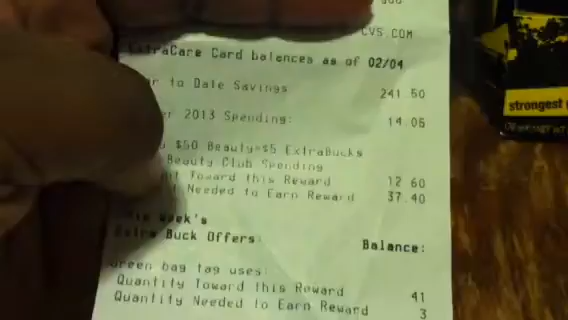 CVS.COM
ExtraCare Card balances as of 02/04
to Date Savings 241.50
2013 Spending: 14.05
$50 Beauty=$5 ExtraBucks
Beauty Club Spending
Toward this Reward 12.60
Needed to Earn Reward 37.40
week's
Extra Buck Offers: Balance:
Green bag tag uses:
Quantity Toward this Reward 41
Quantity Needed to Earn Reward 3
strongest